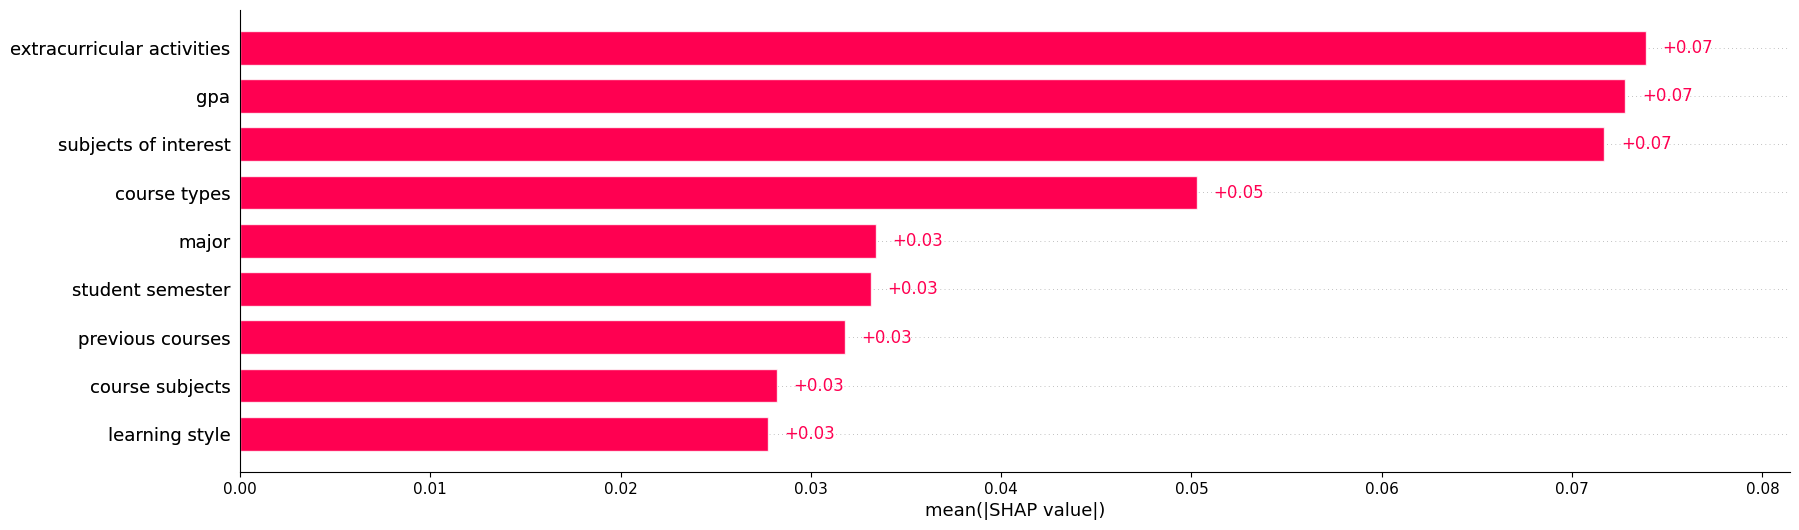 extracurricular activities +0.07
gpa +0.07
subjects of interest +0.07
course types +0.05
major +0.03
student semester +0.03
previous courses +0.03
course subjects +0.03
learning style +0.03
0.00 0.01 0.02 0.03 0.04 0.05 0.06 0.07 0.08
mean(|SHAP value|)